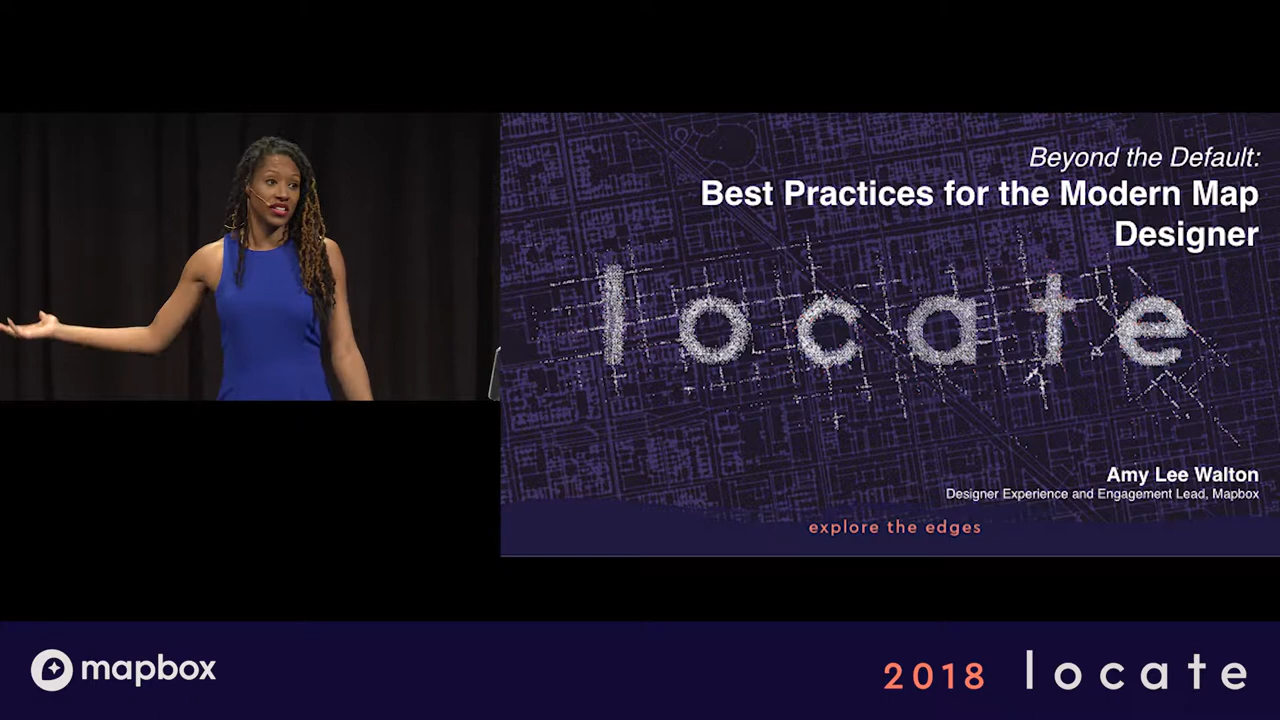 Beyond the Default:
Best Practices for the Modern Map
Designer
locate
Amy Lee Walton
Designer Experience and Engagement Lead, Mapbox
explore the edges
mapbox
2018 locate